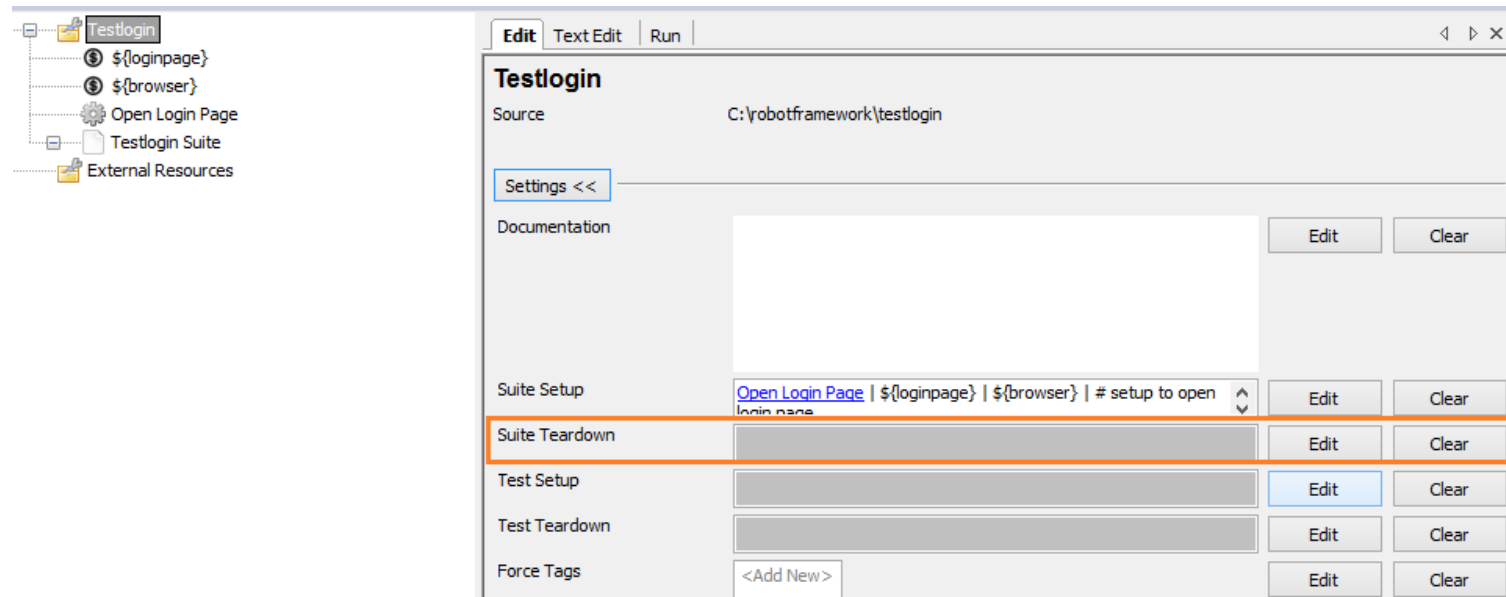 Testlogin
${loginpage}
${browser}
Open Login Page
Testlogin Suite
External Resources
Edit Text Edit Run
Testlogin
Source C:\robotframework\testlogin
Settings <<
Documentation Edit Clear
Suite Setup Open Login Page | ${loginpage} | ${browser} | # setup to open Edit Clear
login page
Suite Teardown Edit Clear
Test Setup Edit Clear
Test Teardown Edit Clear
Force Tags <Add New> Edit Clear